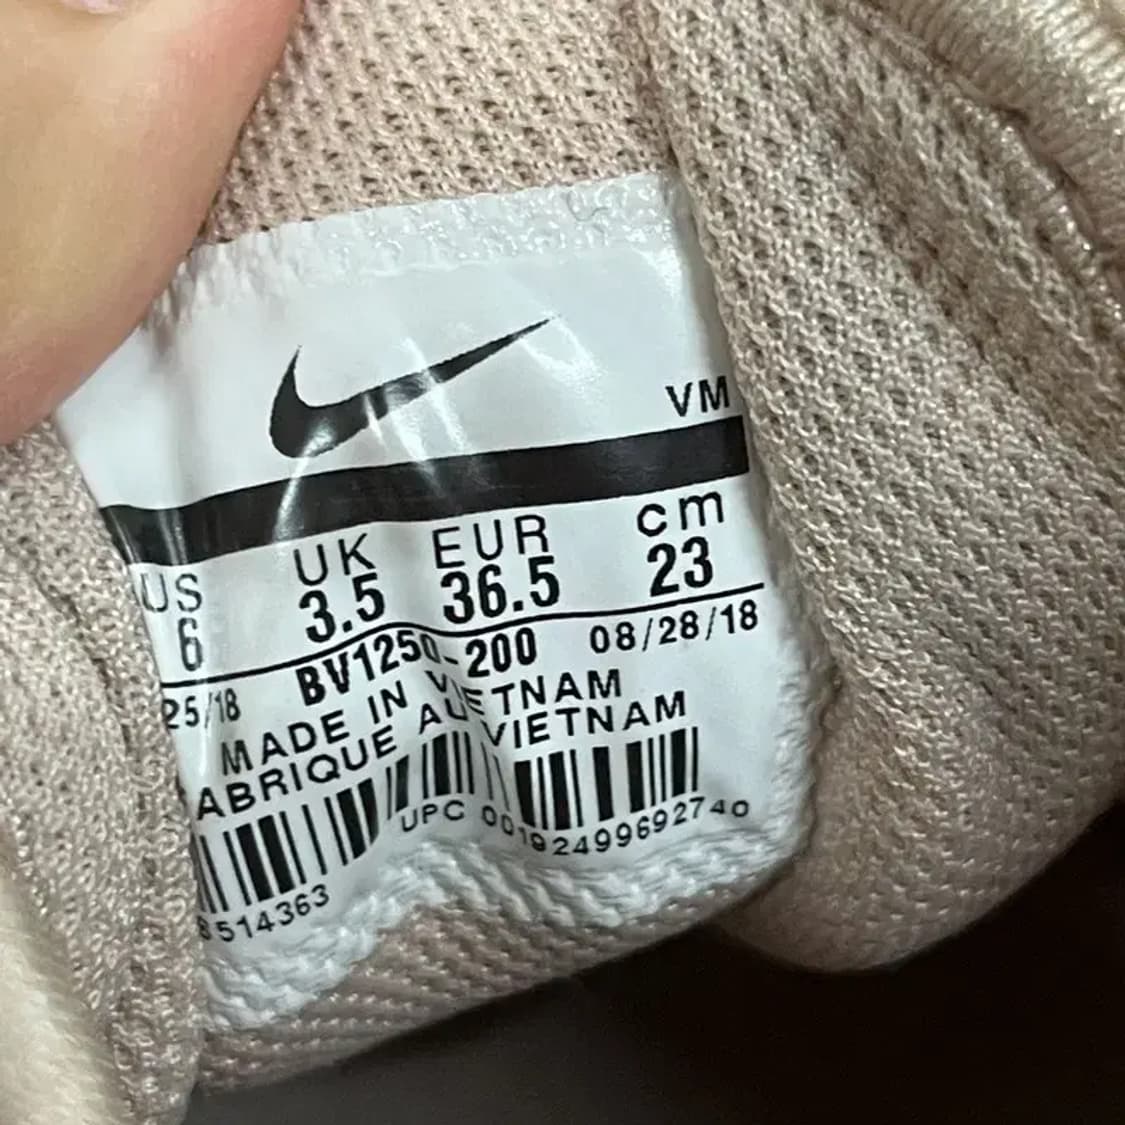 VM
US UK EUR cm
6 3.5 36.5 23
25/18 BV1250-200 08/28/18
MADE IN VIETNAM
ABRIQUE AU VIETNAM
UPC 00192499692740
8514363